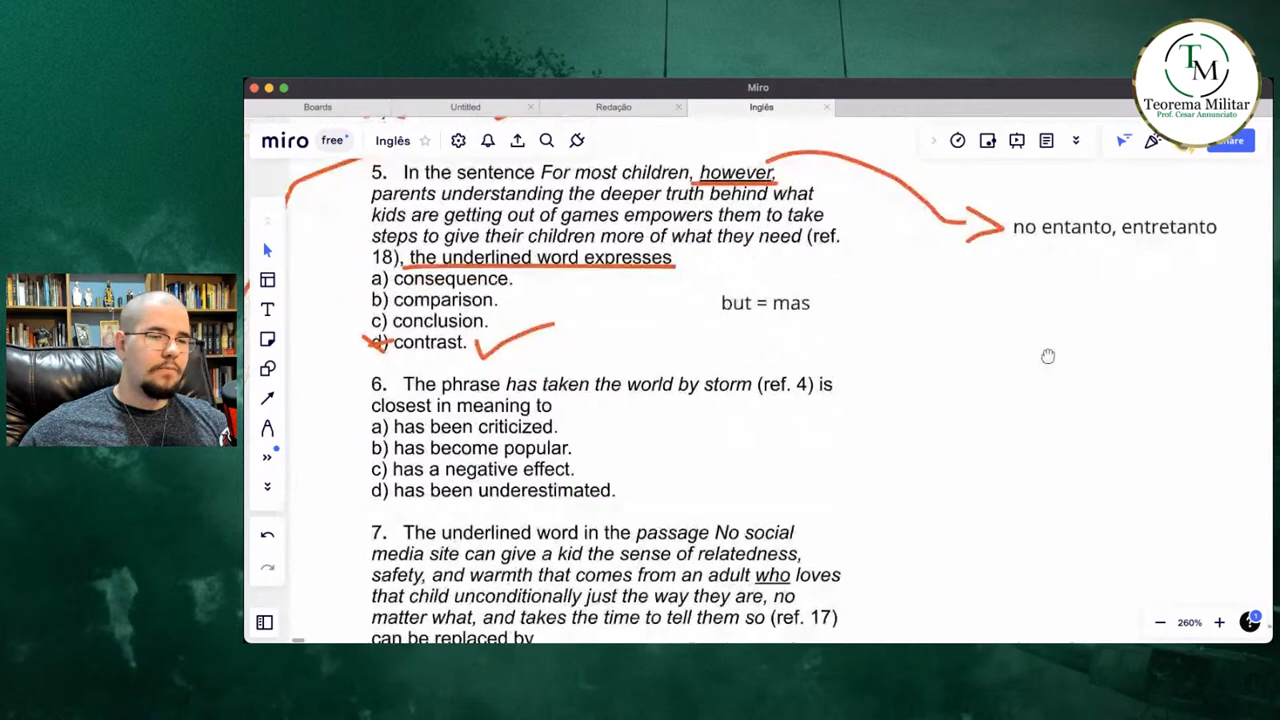 TM
Teorema Militar
Prof. Cesar Annunciato
Miro
Boards
Untitled
Redação
Inglês
miro free Inglês
Share
5. In the sentence For most children, however,
parents understanding the deeper truth behind what
kids are getting out of games empowers them to take
steps to give their children more of what they need (ref.
18), the underlined word expresses
a) consequence.
b) comparison.
c) conclusion.
d) contrast.
no entanto, entretanto
but = mas
6. The phrase has taken the world by storm (ref. 4) is
closest in meaning to
a) has been criticized.
b) has become popular.
c) has a negative effect.
d) has been underestimated.
7. The underlined word in the passage No social
media site can give a kid the sense of relatedness,
safety, and warmth that comes from an adult who loves
that child unconditionally just the way they are, no
matter what, and takes the time to tell them so (ref. 17)
can be replaced by
260%
1